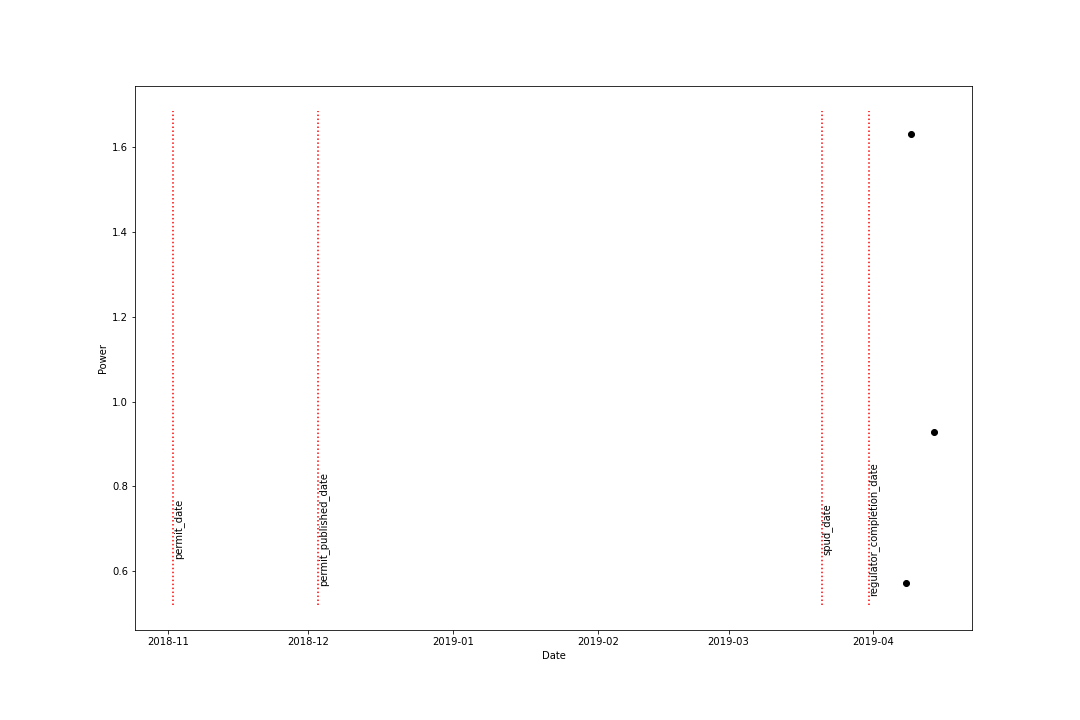 1.6
1.4
1.2
1.0
0.8
0.6
Power
permit_date
permit_published_date
spud_date
regulator_completion_date
2018-11
2018-12
2019-01
2019-02
2019-03
2019-04
Date